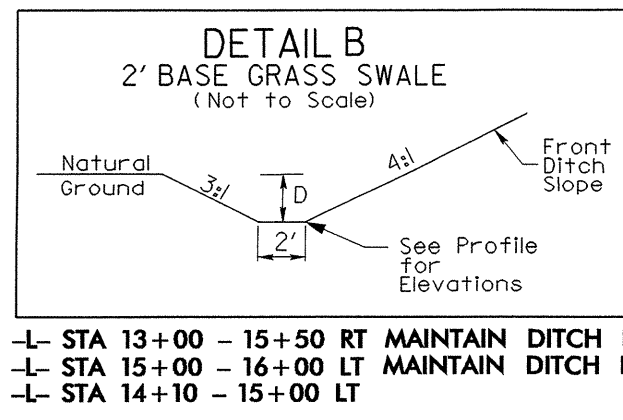 DETAIL B
2' BASE GRASS SWALE
(Not to Scale)
Natural
Ground
3:1
D
2'
4:1
Front
Ditch
Slope
See Profile
for
Elevations
-L- STA 13+00 - 15+50 RT MAINTAIN DITCH
-L- STA 15+00 - 16+00 LT MAINTAIN DITCH
-L- STA 14+10 - 15+00 LT